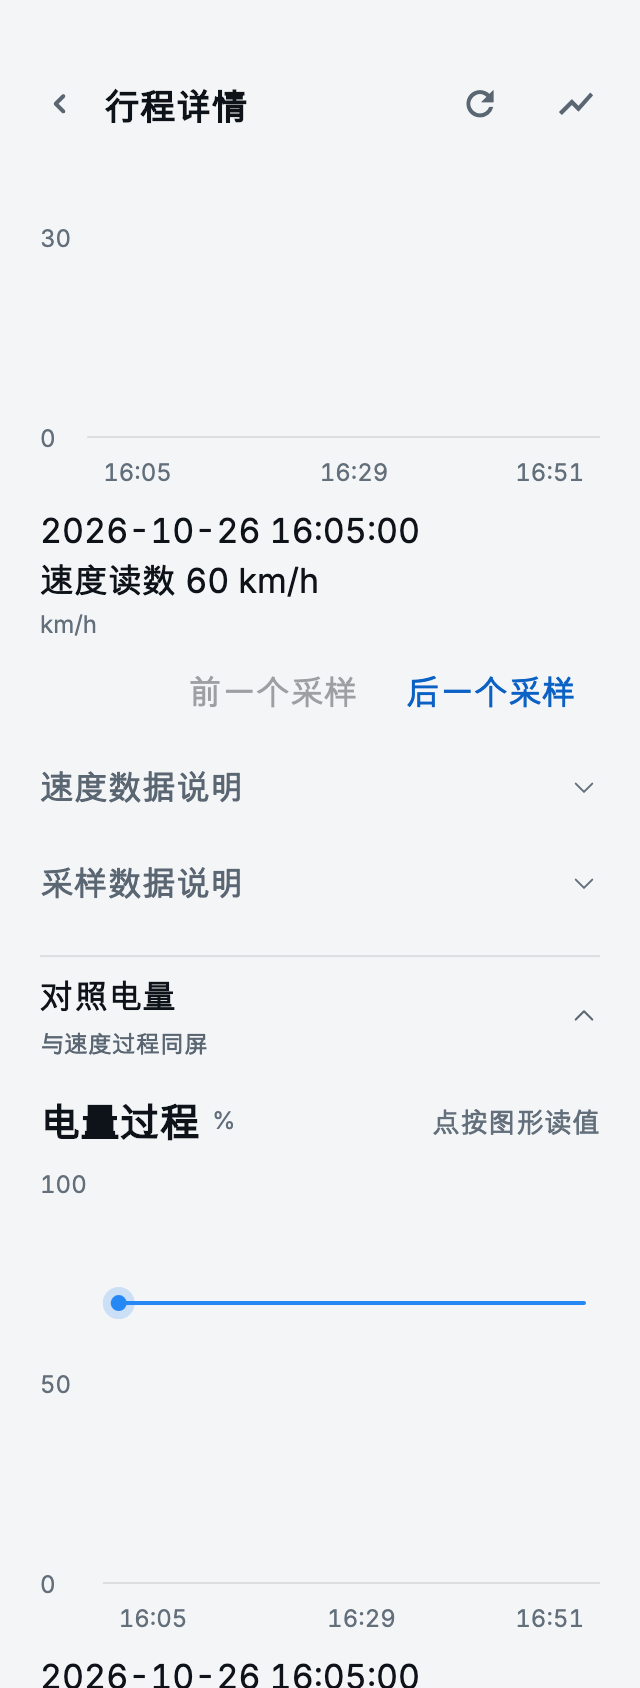 行程详情
30
0
16:05 16:29 16:51
2026-10-26 16:05:00
速度读数 60 km/h
km/h
前一个采样 后一个采样
速度数据说明
采样数据说明
对照电量
与速度过程同屏
电量过程 % 点按图形读值
100
50
0
16:05 16:29 16:51
2026-10-26 16:05:00